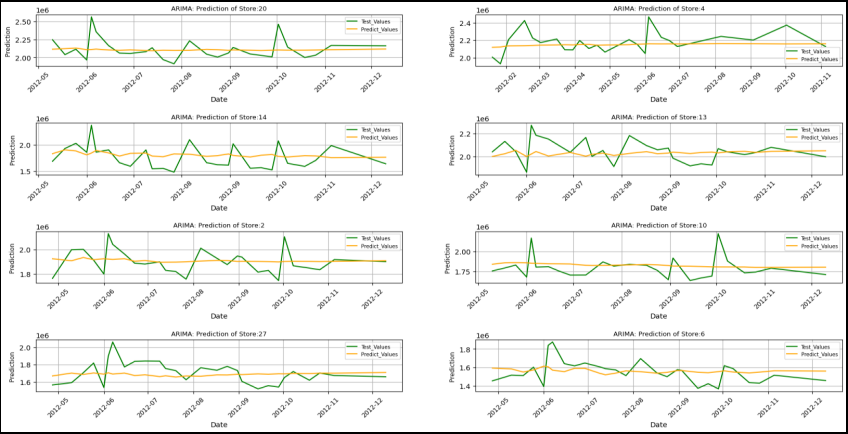 ARIMA: Prediction of Store:20
1e6
Prediction
2.50
2.25
2.00
Test_Values
Predict_Values
2012-05
2012-06
2012-07
2012-08
2012-09
2012-10
2012-11
2012-12
Date
ARIMA: Prediction of Store:4
1e6
Prediction
2.4
2.2
2.0
Test_Values
Predict_Values
2012-02
2012-03
2012-04
2012-05
2012-06
2012-07
2012-08
2012-09
2012-10
2012-11
Date
ARIMA: Prediction of Store:14
1e6
Prediction
2.0
1.5
Test_Values
Predict_Values
2012-05
2012-06
2012-07
2012-08
2012-09
2012-10
2012-11
2012-12
Date
ARIMA: Prediction of Store:13
1e6
Prediction
2.2
2.0
Test_Values
Predict_Values
2012-05
2012-06
2012-07
2012-08
2012-09
2012-10
2012-11
2012-12
Date
ARIMA: Prediction of Store:2
1e6
Prediction
2.0
1.8
Test_Values
Predict_Values
2012-05
2012-06
2012-07
2012-08
2012-09
2012-10
2012-11
2012-12
Date
ARIMA: Prediction of Store:10
1e6
Prediction
2.00
1.75
Test_Values
Predict_Values
2012-05
2012-06
2012-07
2012-08
2012-09
2012-10
2012-11
2012-12
Date
ARIMA: Prediction of Store:27
1e6
Prediction
2.0
1.8
1.6
Test_Values
Predict_Values
2012-05
2012-06
2012-07
2012-08
2012-09
2012-10
2012-11
2012-12
Date
ARIMA: Prediction of Store:6
1e6
Prediction
1.8
1.6
1.4
Test_Values
Predict_Values
2012-05
2012-06
2012-07
2012-08
2012-09
2012-10
2012-11
2012-12
Date